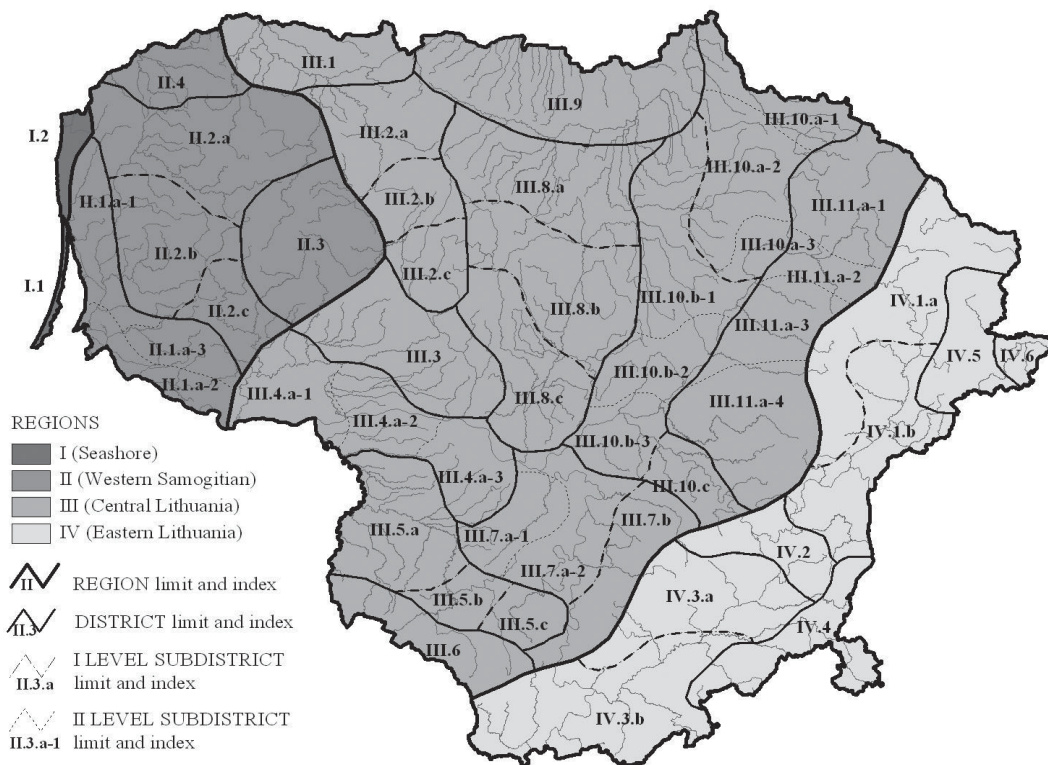 III.1
II.4
III.9
I.2
III.10.a-1
II.2.a
III.2.a
III.10.a-2
II.1.a-1
III.2.b
III.8.a
III.11.a-1
II.2.b
II.3
III.10.a-3
III.2.c
III.11.a-2
I.1
II.2.c
III.8.b
III.10.b-1
IV.1.a
III.11.a-3
II.1.a-3
III.3
IV.5
IV.6
II.1.a-2
III.4.a-1
III.8.c
III.10.b-2
III.11.a-4
III.4.a-2
III.10.b-3
IV.1.b
III.4.a-3
III.10.c
III.5.a
III.7.a-1
III.7.b
IV.2
III.7.a-2
IV.3.a
III.5.b
III.5.c
IV.4
III.6
IV.3.b
REGIONS
I (Seashore)
II (Western Samogitian)
III (Central Lithuania)
IV (Eastern Lithuania)
II REGION limit and index
II.3 DISTRICT limit and index
I LEVEL SUBDISTRICT
II.3.a limit and index
II LEVEL SUBDISTRICT
II.3.a-1 limit and index